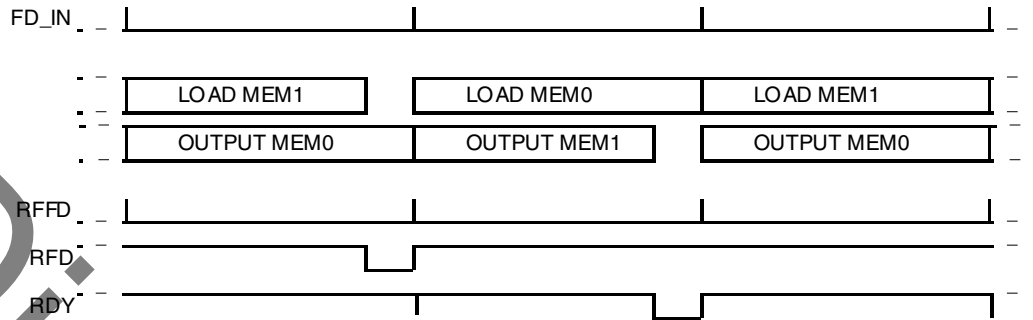 FD_IN
LOAD MEM1 LOAD MEM0 LOAD MEM1
OUTPUT MEM0 OUTPUT MEM1 OUTPUT MEM0
RFFD
RFD
RDY